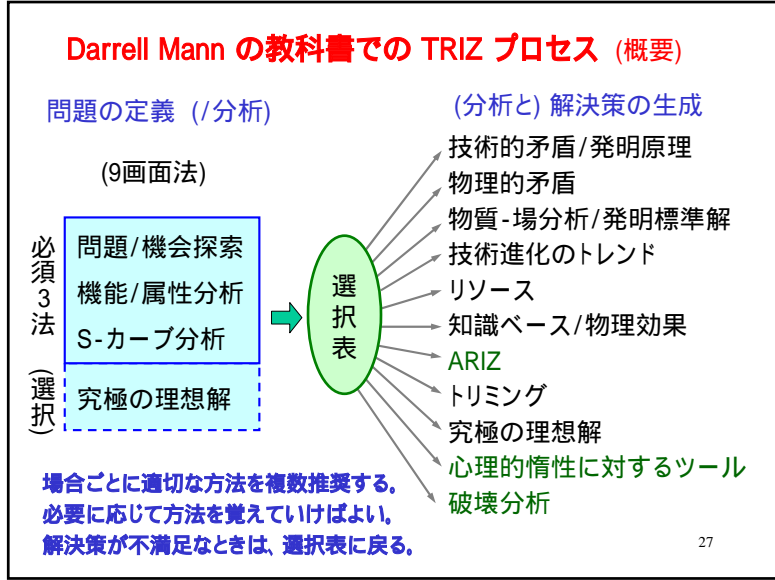 Darrell Mann の教科書での TRIZ プロセス (概要)
問題の定義 (/分析)
(9画面法)
必須3法
問題/機会探索
機能/属性分析
S-カーブ分析
(選択)
究極の理想解
選択表
(分析と) 解決策の生成
技術的矛盾/発明原理
物理的矛盾
物質-場分析/発明標準解
技術進化のトレンド
リソース
知識ベース/物理効果
ARIZ
トリミング
究極の理想解
心理的惰性に対するツール
破壊分析
場合ごとに適切な方法を複数推奨する。
必要に応じて方法を覚えていけばよい。
解決策が不満足なときは、選択表に戻る。
27